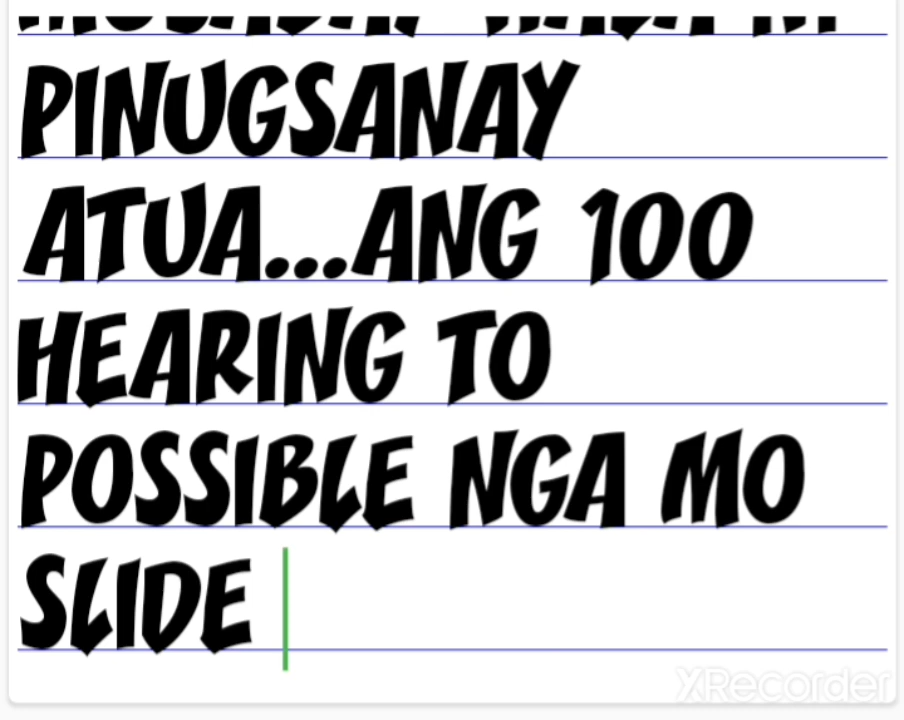 PINUGSANAY
ATUA...ANG 100
HEARING TO
POSSIBLE NGA MO
SLIDE
XRecorder